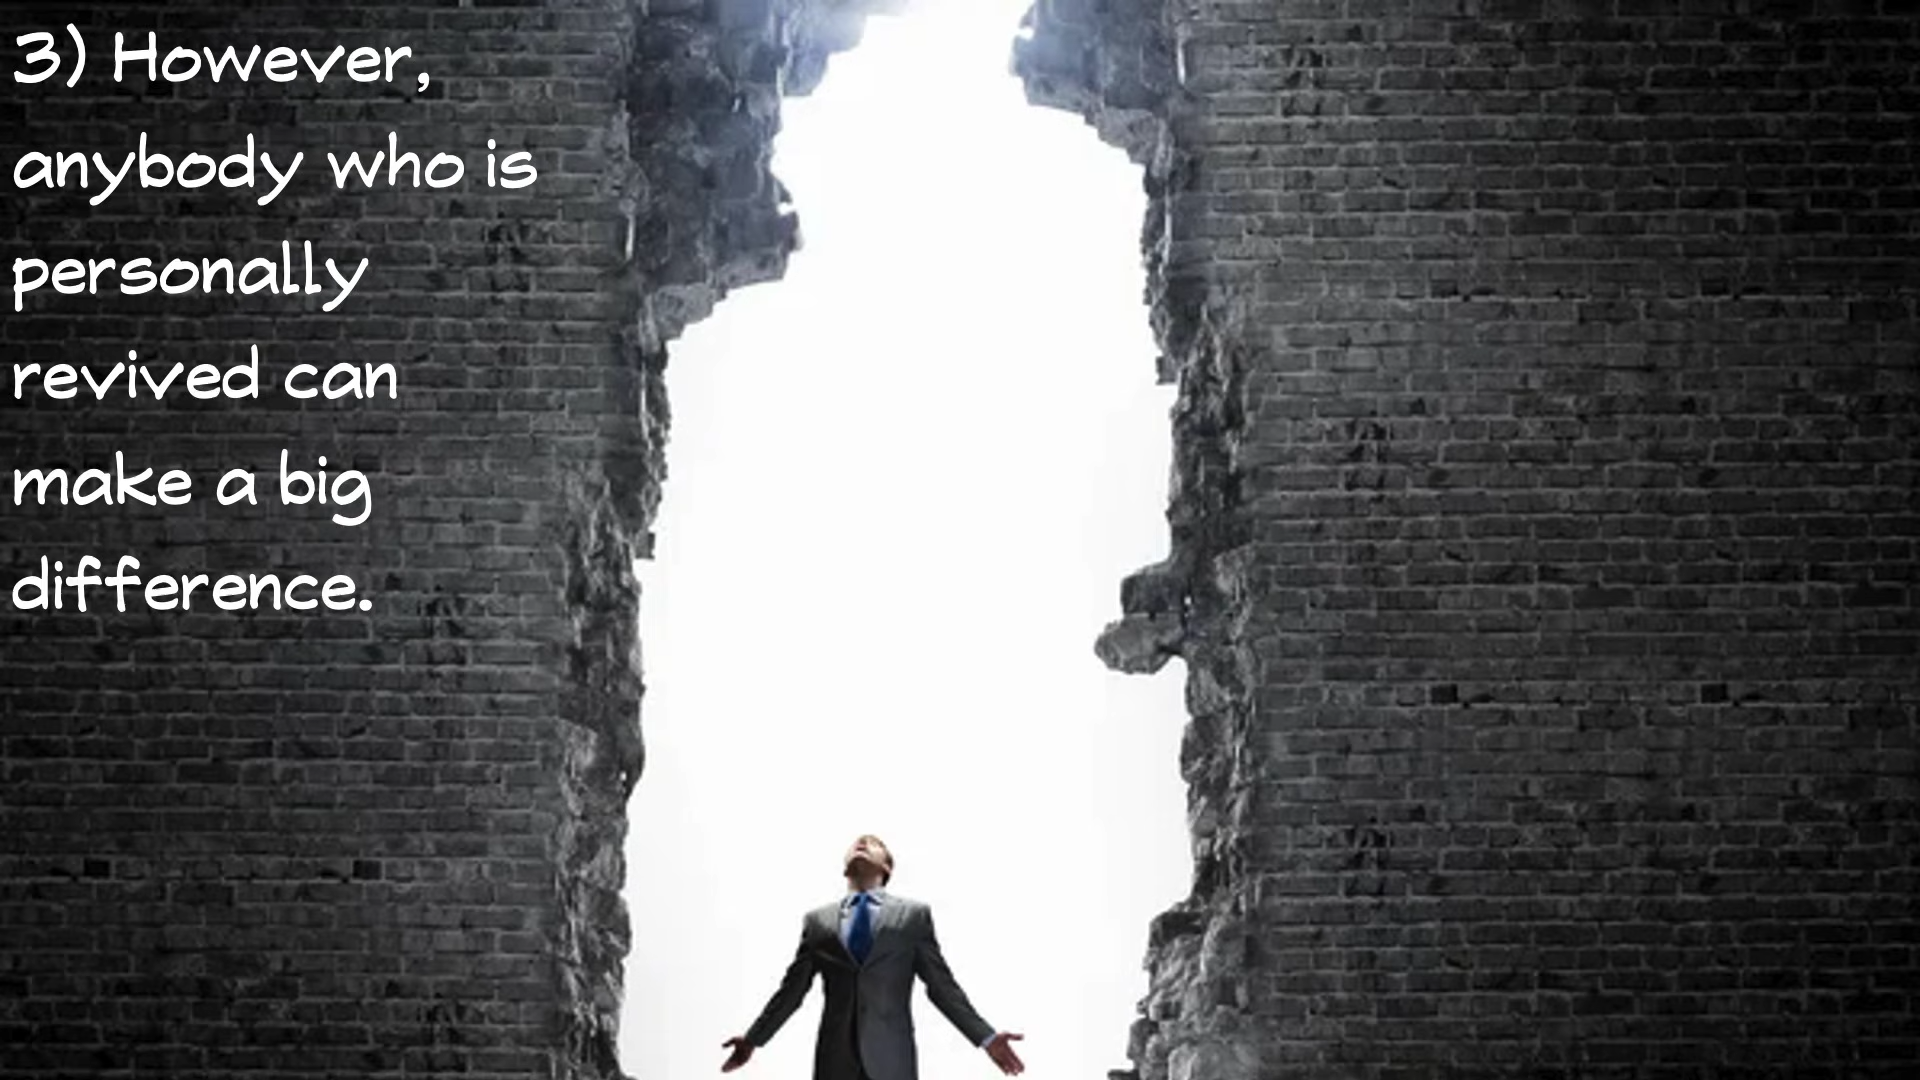 3) However,
anybody who is
personally
revived can
make a big
difference.